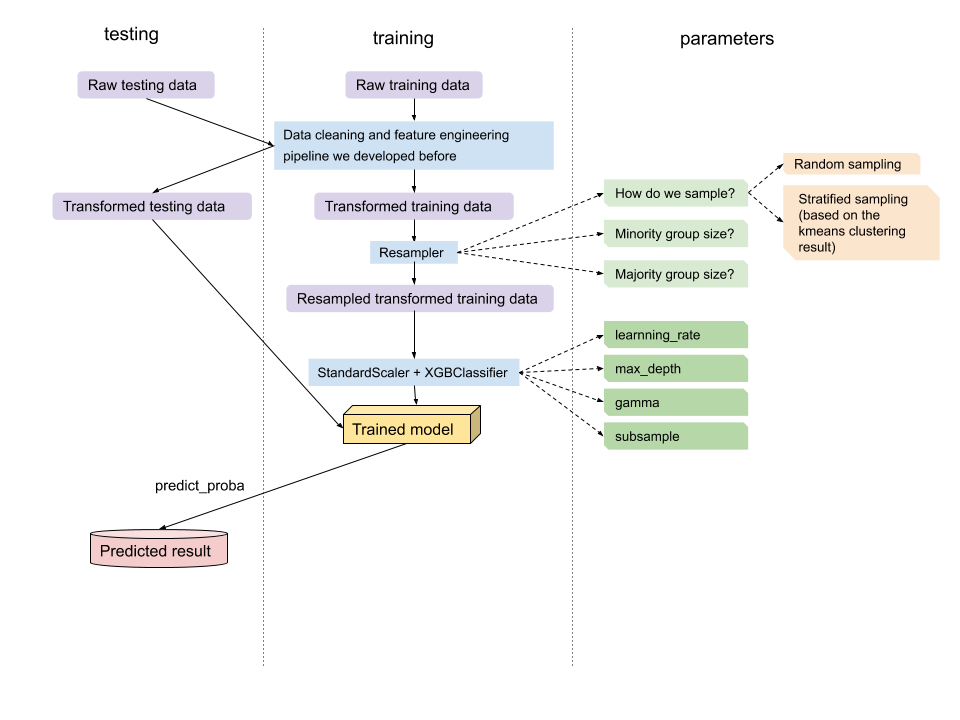 testing
training
parameters
Raw testing data
Raw training data
Data cleaning and feature engineering
pipeline we developed before
Transformed testing data
Transformed training data
Resampler
Resampled transformed training data
StandardScaler + XGBClassifier
Trained model
predict_proba
Predicted result
How do we sample?
Minority group size?
Majority group size?
Random sampling
Stratified sampling
(based on the
kmeans clustering
result)
learnning_rate
max_depth
gamma
subsample